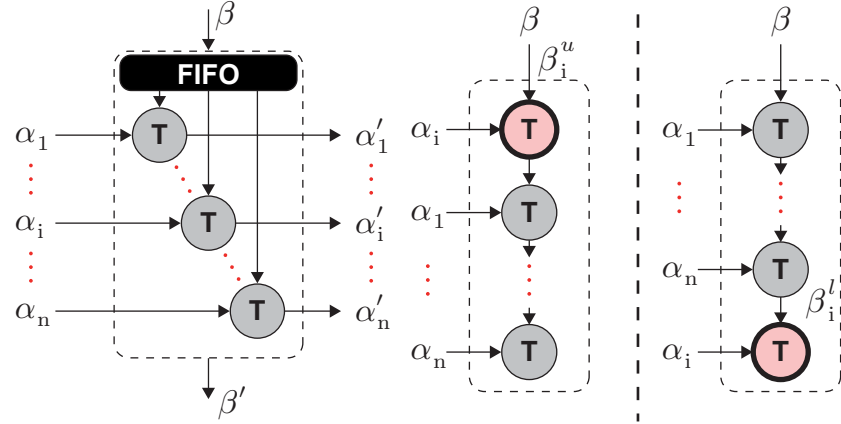 β
FIFO
α₁ T α′₁
αᵢ T α′ᵢ
αₙ T α′ₙ
β′
β
βᵢᵘ
αᵢ T
α₁ T
αₙ T
β
α₁ T
αₙ T
βᵢˡ
αᵢ T